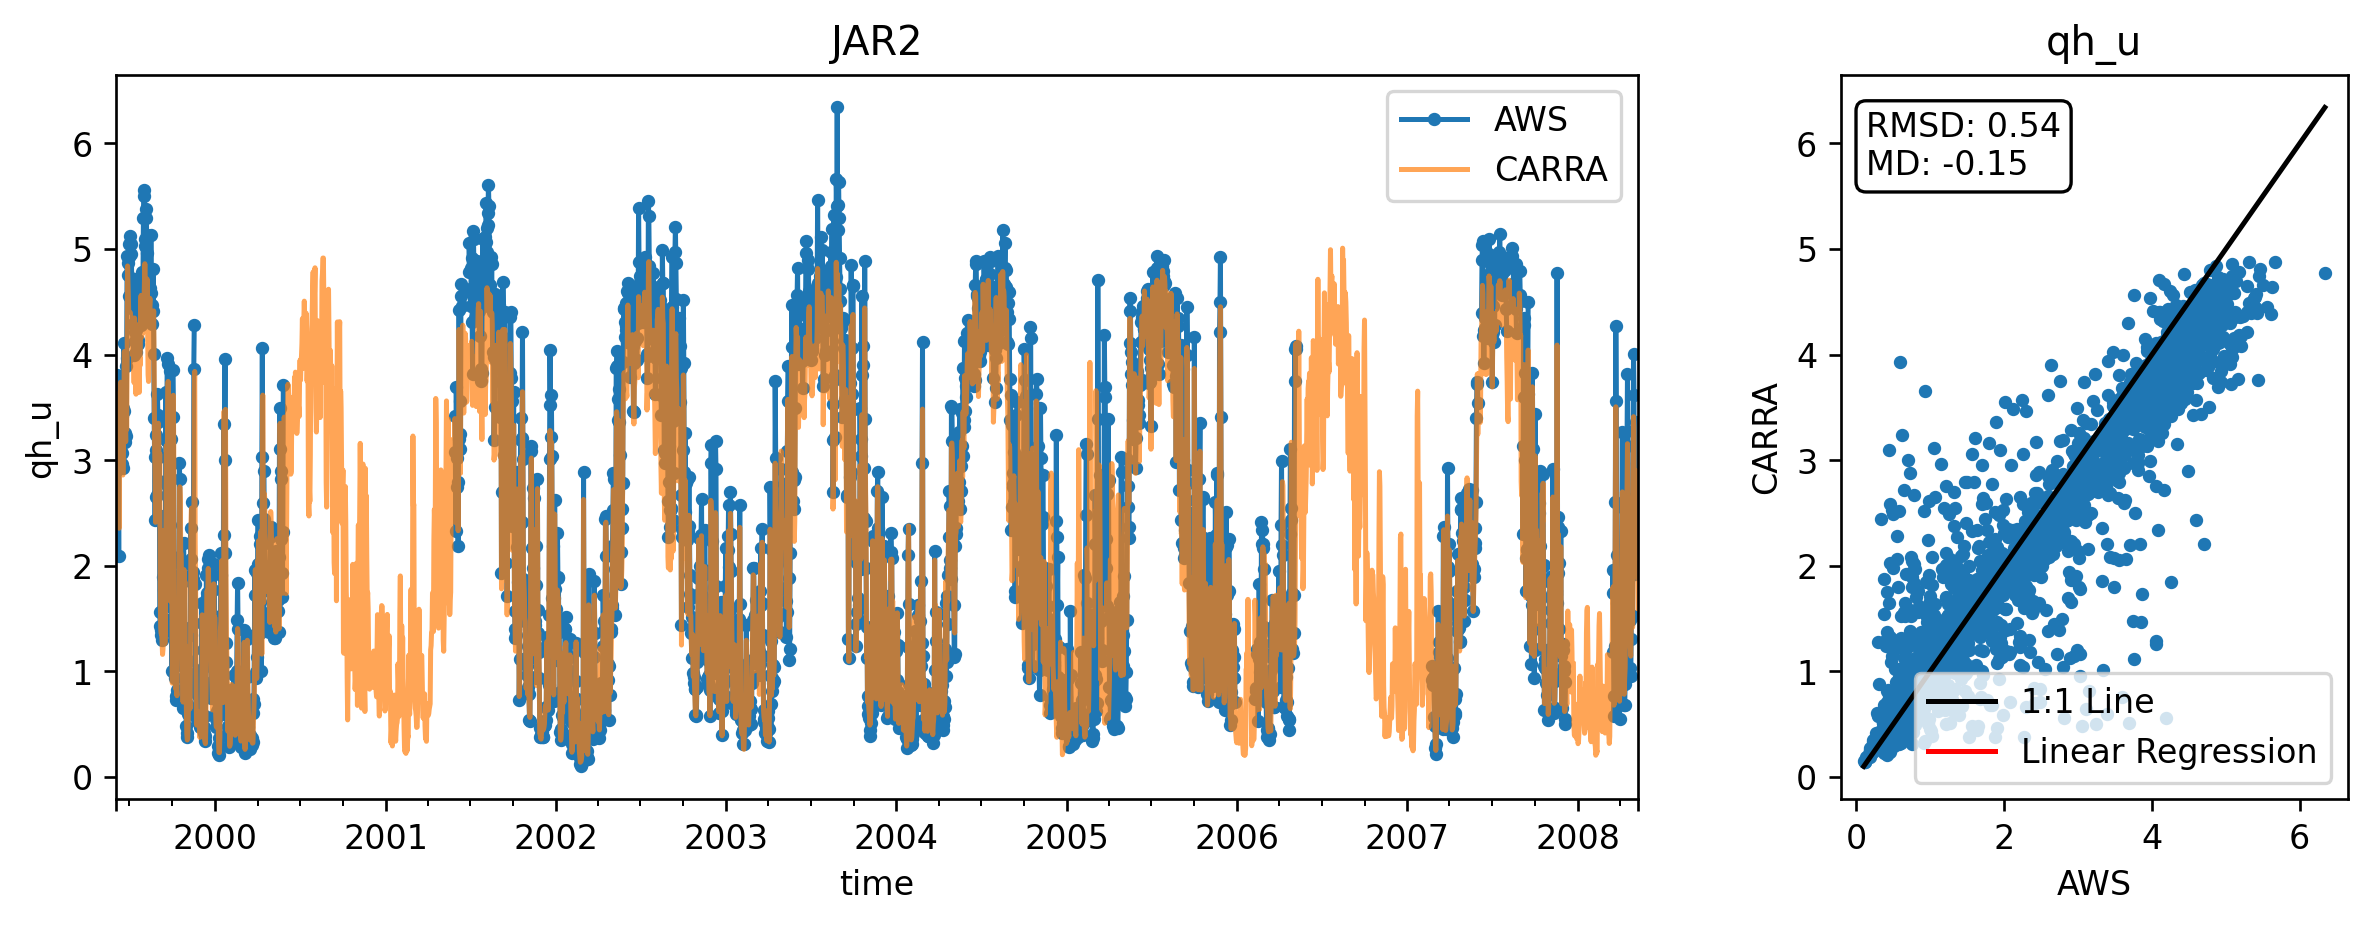 JAR2
qh_u
6
5
4
3
2
1
0
2000 2001 2002 2003 2004 2005 2006 2007 2008
time
AWS
CARRA
qh_u
CARRA
6
5
4
3
2
1
0
0 2 4 6
AWS
RMSD: 0.54
MD: -0.15
1:1 Line
Linear Regression